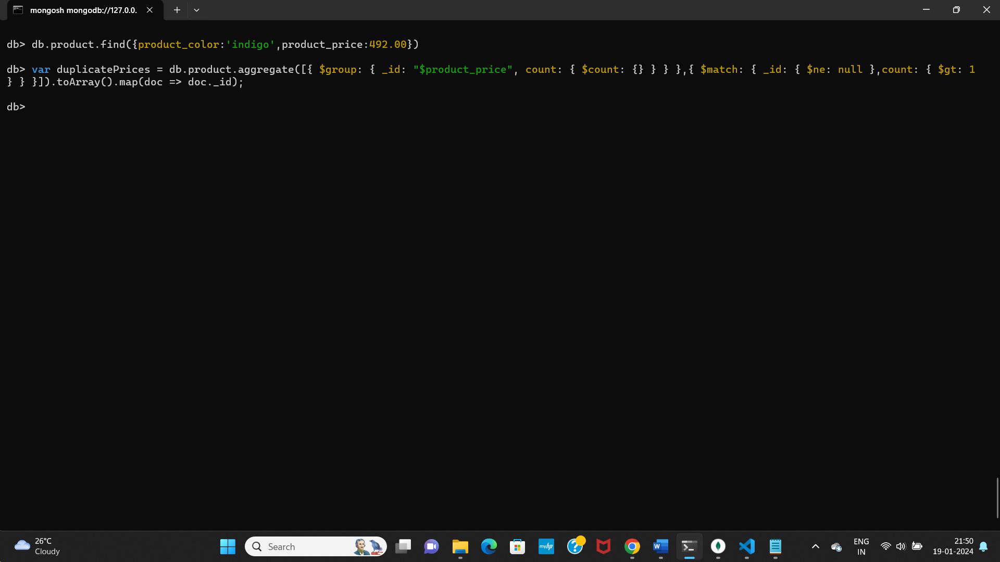 mongosh mongodb://127.0.0.
db> db.product.find({product_color:'indigo',product_price:492.00})
db> var duplicatePrices = db.product.aggregate([{ $group: { _id: "$product_price", count: { $count: {} } } },{ $match: { _id: { $ne: null },count: { $gt: 1
} } }]).toArray().map(doc => doc._id);
db>
26°C
Cloudy
Search
myhp
W
ENG
IN
21:50
19-01-2024